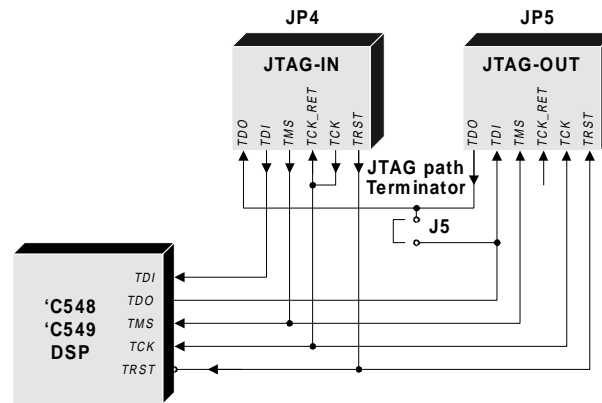 JP4
JP5
JTAG-IN
JTAG-OUT
TDO
TDI
TMS
TCK_RET
TCK
TRST
TDO
TDI
TMS
TCK_RET
TCK
TRST
JTAG path
Terminator
J5
‘C548
‘C549
DSP
TDI
TDO
TMS
TCK
TRST